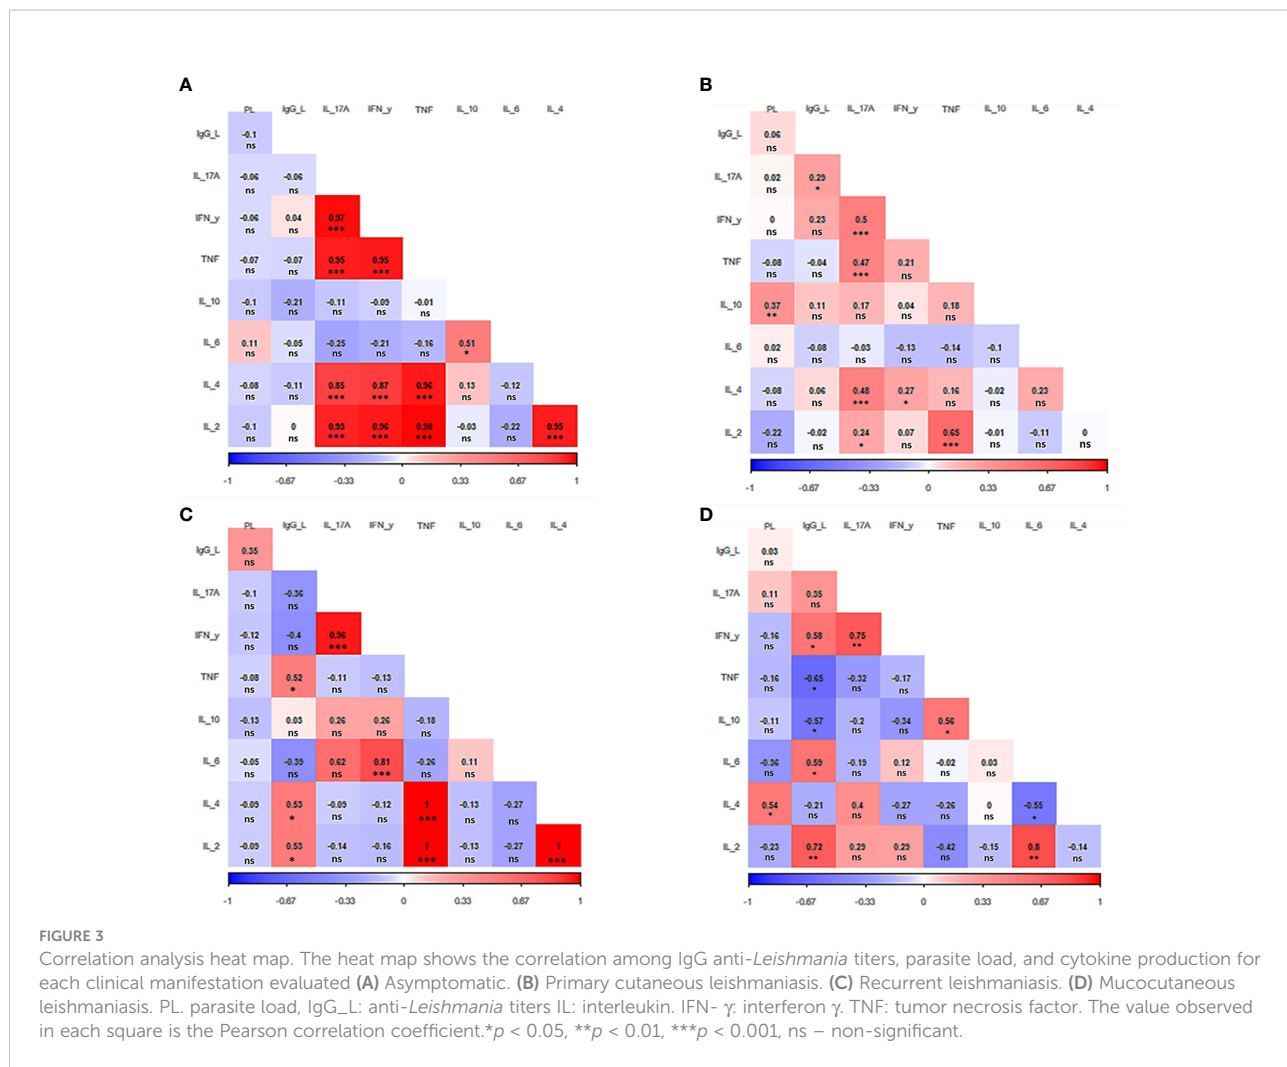 A
PL IgG_L IL_17A IFN_y TNF IL_10 IL_6 IL_4
IgG_L -0.1
ns
IL_17A -0.06 -0.06
ns ns
IFN_y -0.06 0.04 0.97
ns ns ***
TNF -0.07 -0.07 0.95 0.95
ns ns *** ***
IL_10 -0.1 -0.21 -0.11 -0.09 -0.01
ns ns ns ns ns
IL_6 0.11 -0.05 -0.25 -0.21 -0.16 0.51
ns ns ns ns ns *
IL_4 -0.08 -0.11 0.85 0.87 0.96 0.13 -0.12
ns ns *** *** *** ns ns
IL_2 -0.1 0 0.93 0.96 0.98 -0.03 -0.22 0.95
ns ns *** *** *** ns ns ***
-1 -0.67 -0.33 0 0.33 0.67 1
B
PL IgG_L IL_17A IFN_y TNF IL_10 IL_6 IL_4
IgG_L 0.06
ns
IL_17A 0.02 0.29
ns *
IFN_y 0 0.23 0.5
ns ns ***
TNF -0.08 -0.04 0.47 0.21
ns ns *** ns
IL_10 0.37 0.11 0.17 0.04 0.18
** ns ns ns ns
IL_6 0.02 -0.08 -0.03 -0.13 -0.14 -0.1
ns ns ns ns ns ns
IL_4 -0.08 0.06 0.48 0.27 0.16 -0.02 0.23
ns ns *** * ns ns ns
IL_2 -0.22 -0.02 0.24 0.07 0.65 -0.01 -0.11 0
ns ns * ns *** ns ns ns
-1 -0.67 -0.33 0 0.33 0.67 1
C
PL IgG_L IL_17A IFN_y TNF IL_10 IL_6 IL_4
IgG_L 0.35
ns
IL_17A -0.1 -0.36
ns ns
IFN_y -0.12 -0.4 0.96
ns ns ***
TNF -0.08 0.52 -0.11 -0.13
ns * ns ns
IL_10 -0.13 0.03 0.26 0.26 -0.18
ns ns ns ns ns
IL_6 -0.05 -0.39 0.62 0.81 -0.26 0.11
ns ns ns *** ns ns
IL_4 -0.09 0.53 -0.09 -0.12 1 -0.13 -0.27
ns * ns ns *** ns ns
IL_2 -0.09 0.53 -0.14 -0.16 1 -0.13 -0.27 1
ns * ns ns *** ns ns ***
-1 -0.67 -0.33 0 0.33 0.67 1
D
PL IgG_L IL_17A IFN_y TNF IL_10 IL_6 IL_4
IgG_L 0.03
ns
IL_17A 0.11 0.35
ns ns
IFN_y -0.16 0.58 0.75
ns * **
TNF -0.16 -0.65 -0.32 -0.17
ns * ns ns
IL_10 -0.11 -0.57 -0.2 -0.34 0.56
ns * ns ns *
IL_6 -0.36 0.59 -0.19 0.12 -0.02 0.03
ns * ns ns ns ns
IL_4 0.54 -0.21 0.4 -0.27 -0.26 0 -0.55
* ns ns ns ns ns *
IL_2 -0.23 0.72 0.29 0.29 -0.42 -0.15 0.8 -0.14
ns ** ns ns ns ns ** ns
-1 -0.67 -0.33 0 0.33 0.67 1
FIGURE 3
Correlation analysis heat map. The heat map shows the correlation among IgG anti-Leishmania titers, parasite load, and cytokine production for
each clinical manifestation evaluated (A) Asymptomatic. (B) Primary cutaneous leishmaniasis. (C) Recurrent leishmaniasis. (D) Mucocutaneous
leishmaniasis. PL. parasite load, IgG_L: anti-Leishmania titers IL: interleukin. IFN- γ: interferon γ. TNF: tumor necrosis factor. The value observed
in each square is the Pearson correlation coefficient.*p < 0.05, **p < 0.01, ***p < 0.001, ns – non-significant.